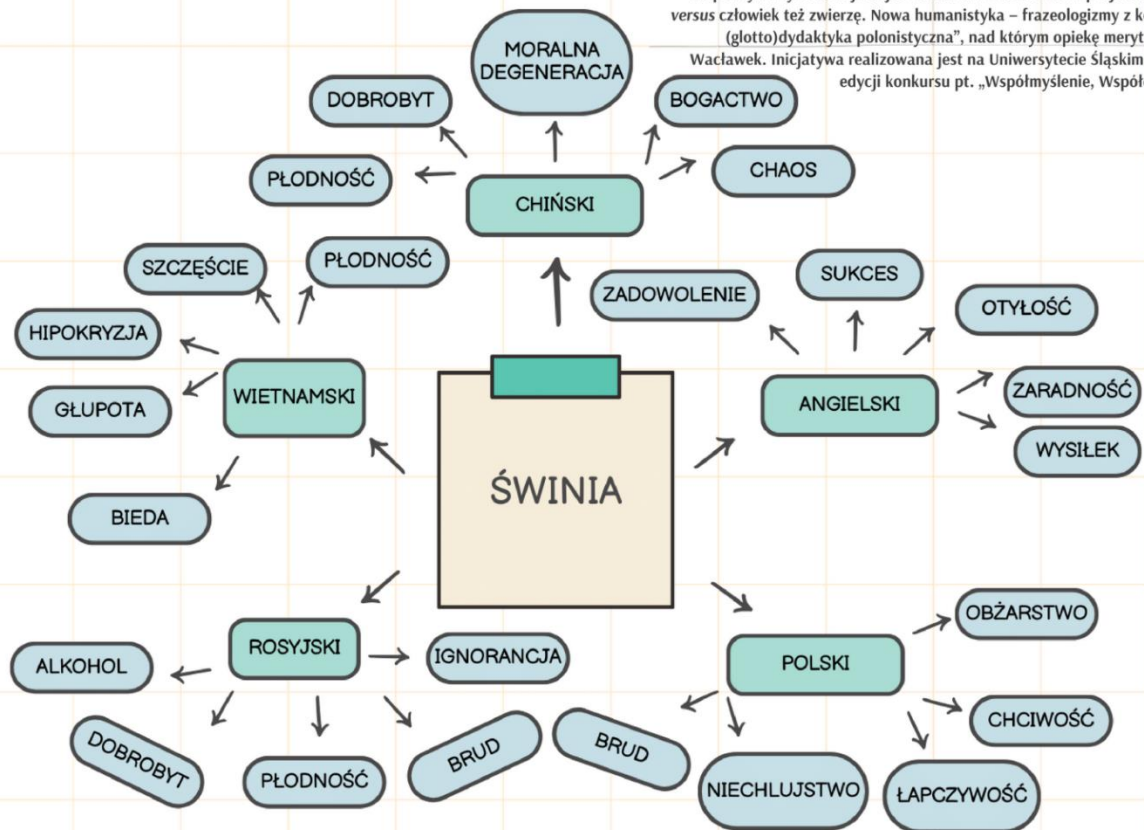 versus człowiek też zwierzę. Nowa humanistyka – frazeologizmy z k
(glotto)dydaktyka polonistyczna”, nad którym opiekę meryt
Wacławek. Inicjatywa realizowana jest na Uniwersytecie Śląskim
edycji konkursu pt. „Współmyślenie, Współ
MORALNA
DEGENERACJA
DOBROBYT
BOGACTWO
PŁODNOŚĆ
CHAOS
CHIŃSKI
SZCZĘŚCIE
PŁODNOŚĆ
HIPOKRYZJA
GŁUPOTA
WIETNAMSKI
BIEDA
ZADOWOLENIE
SUKCES
OTYŁOŚĆ
ZARADNOŚĆ
WYSIŁEK
ANGIELSKI
ŚWINIA
ROSYJSKI
IGNORANCJA
ALKOHOL
DOBROBYT
PŁODNOŚĆ
BRUD
POLSKI
OBŻARSTWO
CHCIWOŚĆ
BRUD
NIECHLUJSTWO
ŁAPCZYWOŚĆ